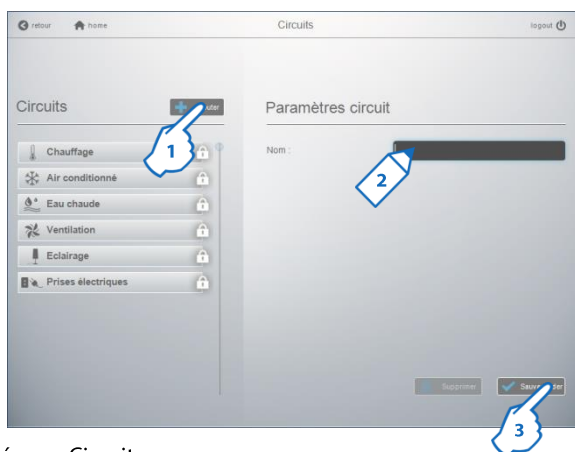 retour home Circuits logout
Circuits
Paramètres circuit
Chauffage
Nom :
Air conditionné
Eau chaude
Ventilation
Eclairage
Prises électriques
Supprimer
1
2
3
Circuit